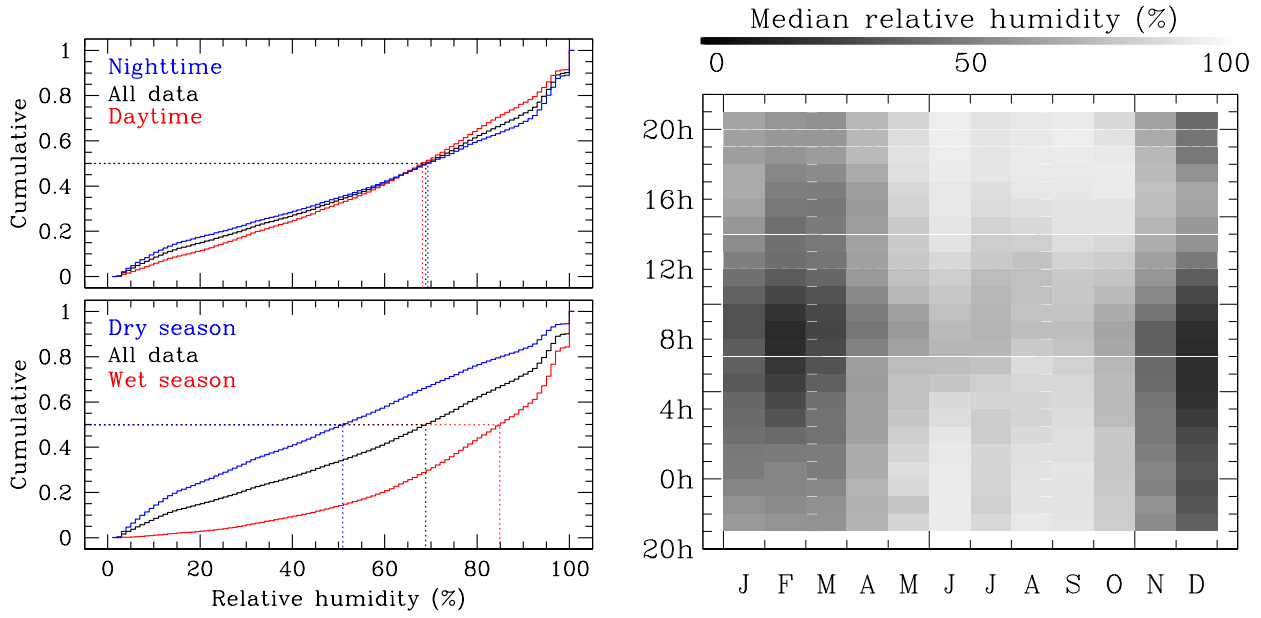 Cumulative
1
0.8
0.6
0.4
0.2
0
Nighttime
All data
Daytime
Cumulative
1
0.8
0.6
0.4
0.2
0
Dry season
All data
Wet season
0 20 40 60 80 100
Relative humidity (%)
Median relative humidity (%)
0 50 100
20h
16h
12h
8h
4h
0h
20h
J F M A M J J A S O N D